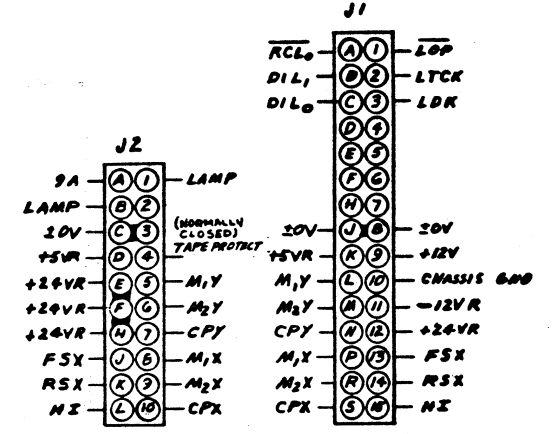 J1
RCL₀ A 1 LOP
DIL₁ B 2 LTCK
DIL₀ C 3 LDK
D 4
E 5
F 6
H 7
±0V J 8 ±0V
+5VR K 9 +12V
M₁Y L 10 CHASSIS GND
M₂Y M 11 -12VR
CPY N 12 +24VR
M₁X P 13 FSX
M₂X R 14 RSX
CPX S 15 HI
J2
9A A 1 LAMP
LAMP B 2
±0V C 3 (NORMALLY
CLOSED)
+5VR D 4 TAPE PROTECT
+24VR E 5 M₁Y
+24VR F 6 M₂Y
+24VR H 7 CPY
FSX J 8 M₁X
RSX K 9 M₂X
HI L 10 CPX